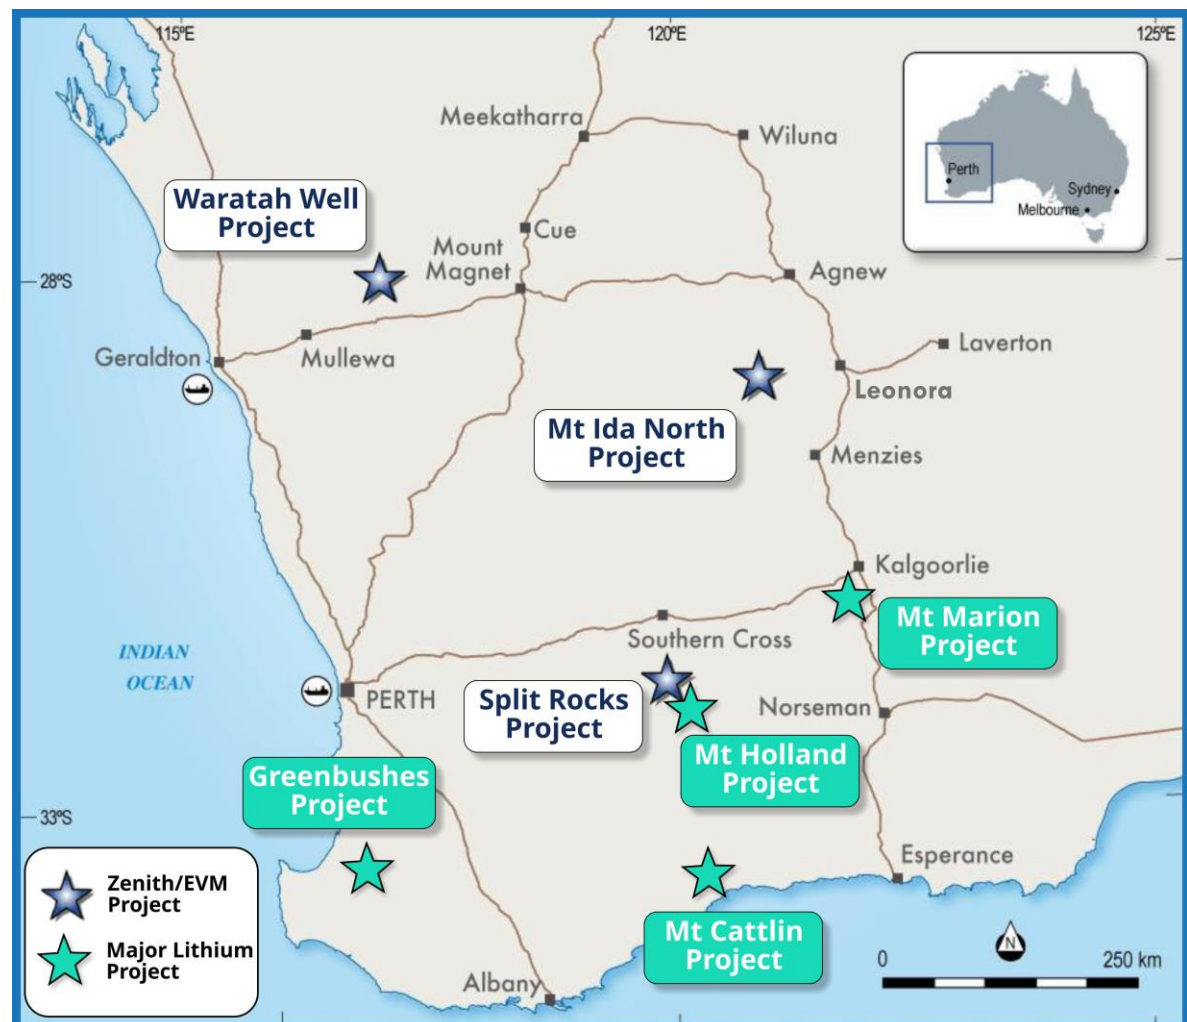 115ºE
120ºE
125ºE
Meekatharra
Wiluna
Perth
Sydney
Melbourne
Waratah Well
Project
Cue
Mount
Magnet
Agnew
28ºS
Geraldton
Mullewa
Laverton
Leonora
Mt Ida North
Project
Menzies
Kalgoorlie
Mt Marion
Project
Southern Cross
INDIAN
OCEAN
PERTH
Split Rocks
Project
Norseman
Mt Holland
Project
Greenbushes
Project
33ºS
Esperance
Zenith/EVM
Project
Major Lithium
Project
Mt Cattlin
Project
Albany
N
0
250 km